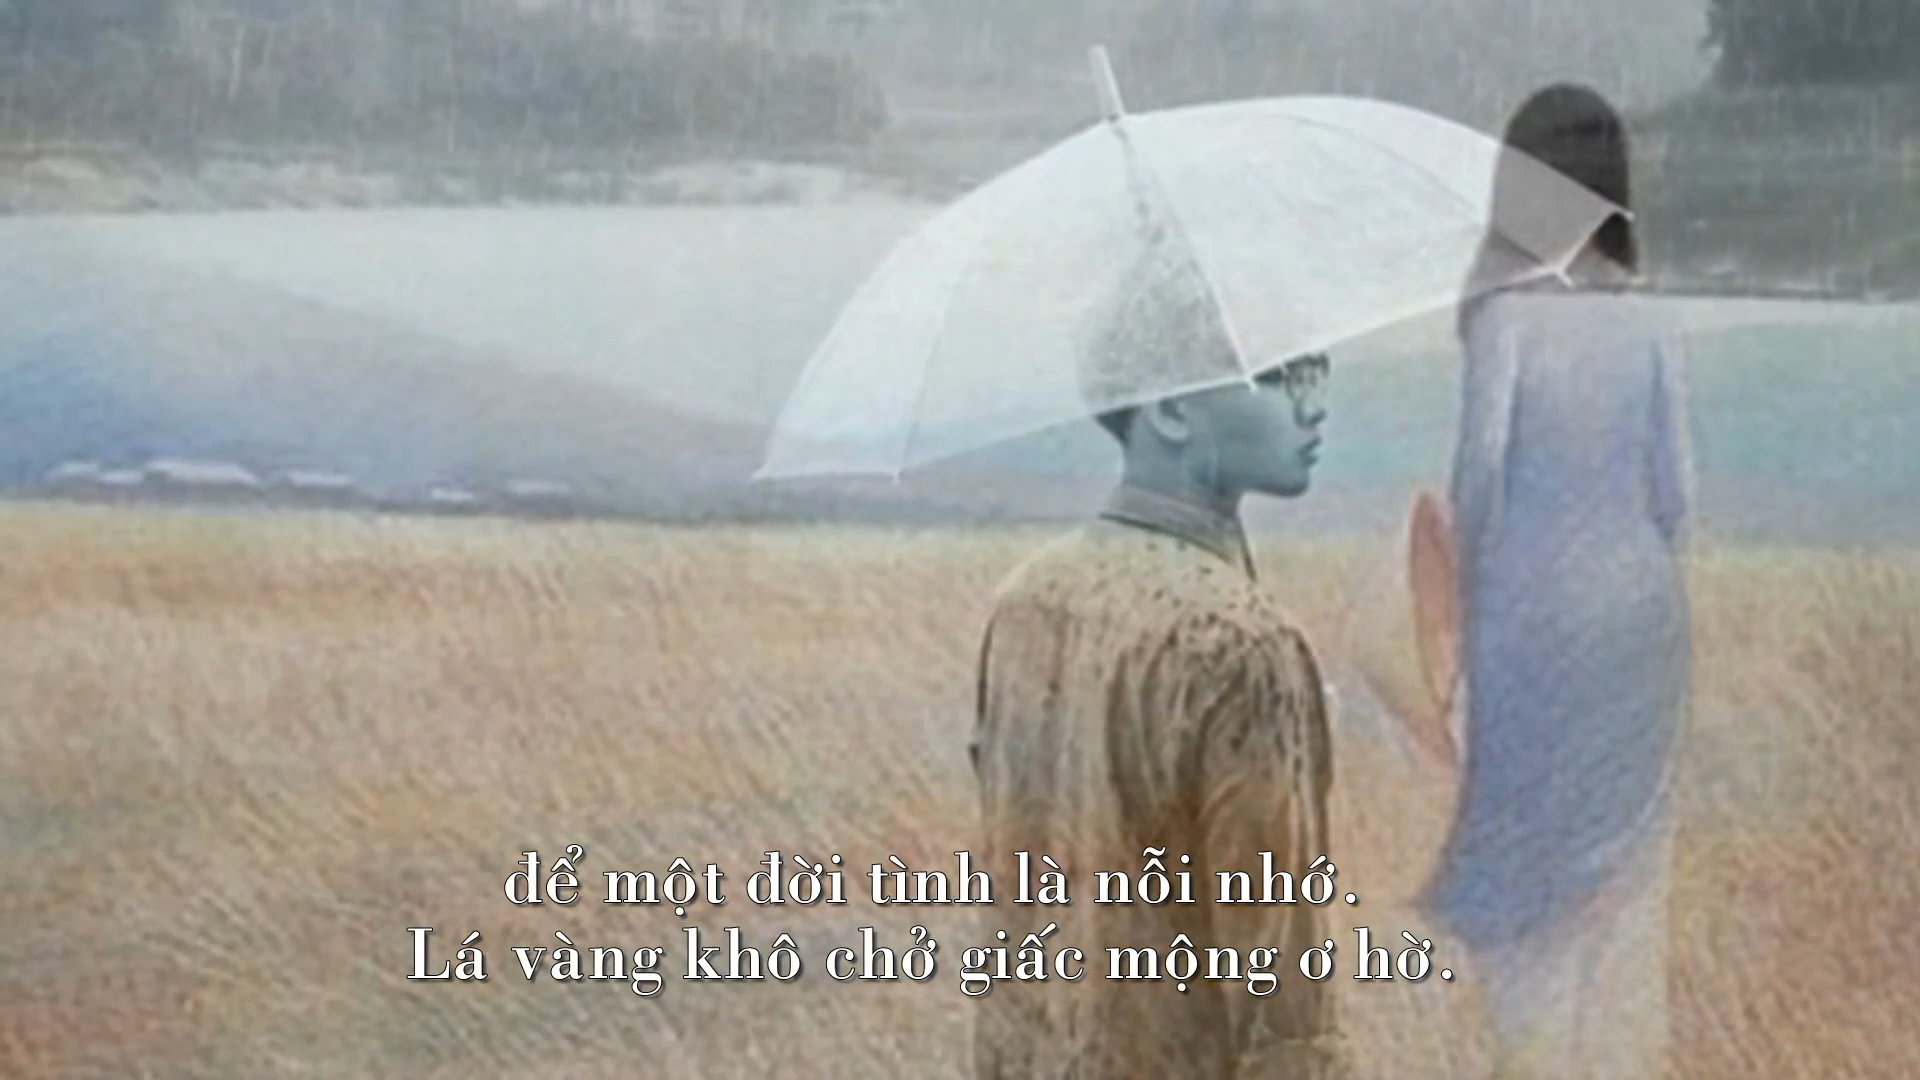 để một đời tình là nỗi nhớ.
Lá vàng khô chở giấc mộng ơ hờ.